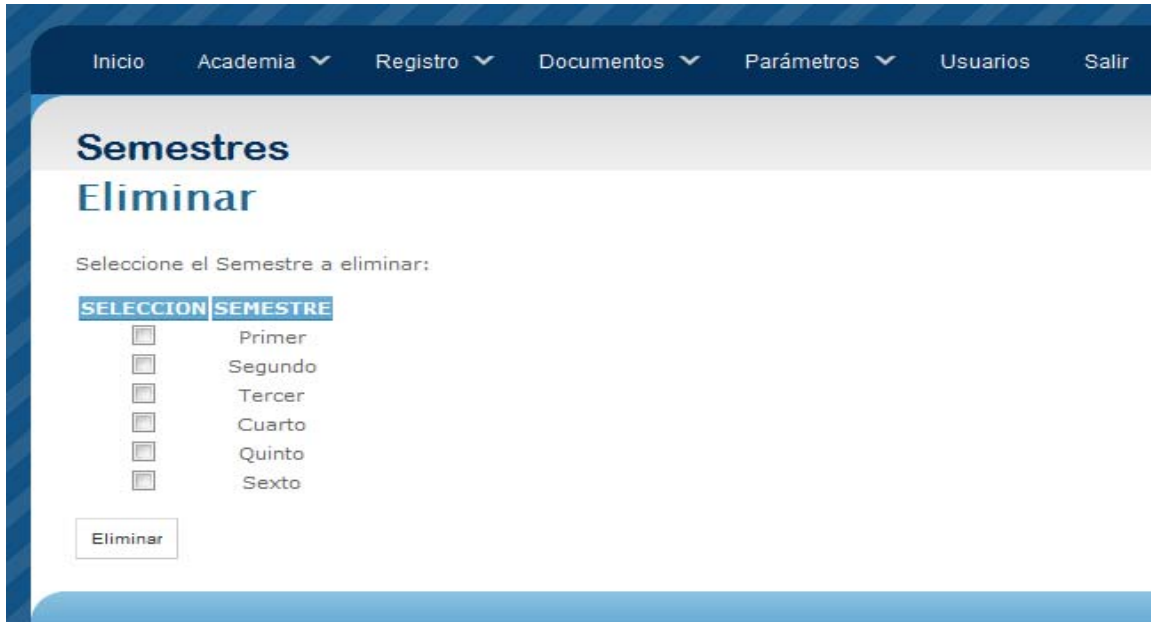 Inicio Academia Registro Documentos Parámetros Usuarios Salir
Semestres
Eliminar
Seleccione el Semestre a eliminar:
SELECCION SEMESTRE
Primer
Segundo
Tercer
Cuarto
Quinto
Sexto
Eliminar